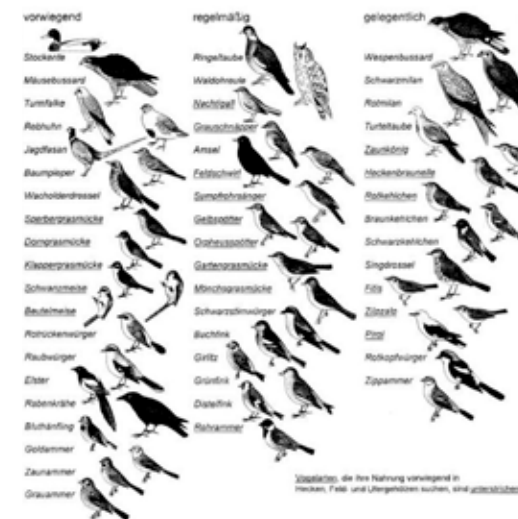 vorwiegend
Stockente
Mäusebussard
Turmfalke
Rebhuhn
Jagdfasan
Baumpieper
Wacholderdrossel
Sperbergrasmücke
Dorngrasmücke
Klappergrasmücke
Schwanzmeise
Beutelmeise
Rotrückenwürger
Raubwürger
Elster
Rabenkrähe
Bluthänfling
Goldammer
Zaunammer
Grauammer
regelmäßig
Ringeltaube
Waldohreule
Nachtigall
Grauschnäpper
Amsel
Feldschwirl
Sumpfrohrsänger
Gelbspötter
Orpheusspötter
Gartengrasmücke
Mönchsgrasmücke
Schwarzstirnwürger
Buchfink
Girlitz
Grünfink
Distelfink
Rohrammer
gelegentlich
Wespenbussard
Schwarzmilan
Rotmilan
Turteltaube
Zaunkönig
Heckenbraunelle
Rotkehlchen
Braunkehlchen
Schwarzkehlchen
Singdrossel
Fitis
Zilpzalp
Pirol
Rotkopfwürger
Zippammer
Vogelarten, die ihre Nahrung vorwiegend in
Hecken, Feld- und Ufergehölzen suchen, sind unterstrichen